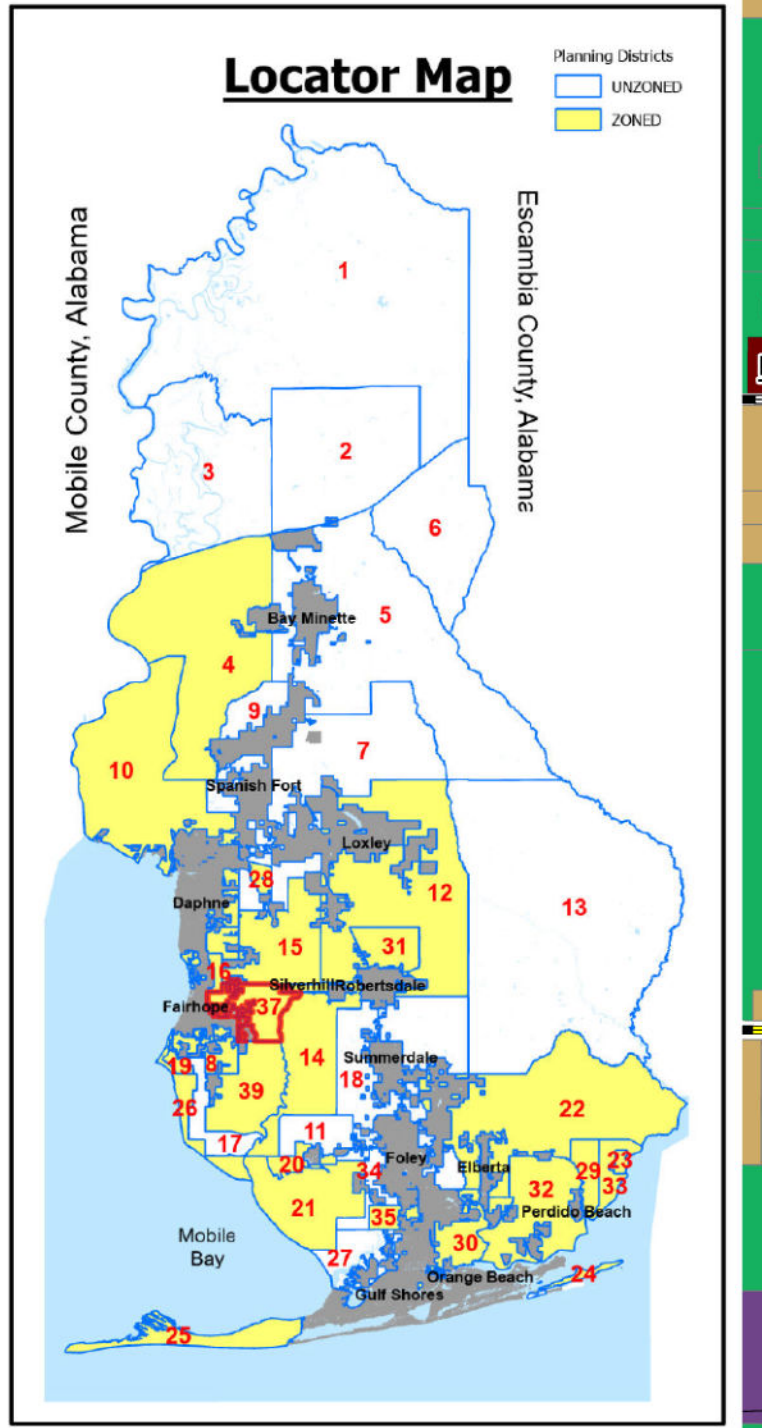 Locator Map
Planning Districts
UNZONED
ZONED
Mobile County, Alabama
Escambia County, Alabama
1
2
3
6
5
Bay Minette
4
9
7
10
Spanish Fort
Loxley
28
12
Daphne
13
15
31
16
Silverhill
Robertsdale
Fairhope
37
14
Summerdale
19
8
18
39
26
22
17
11
Foley
Elberta
20
34
29
23
32
33
21
35
Perdido Beach
Mobile
Bay
30
27
Orange Beach
24
Gulf Shores
25